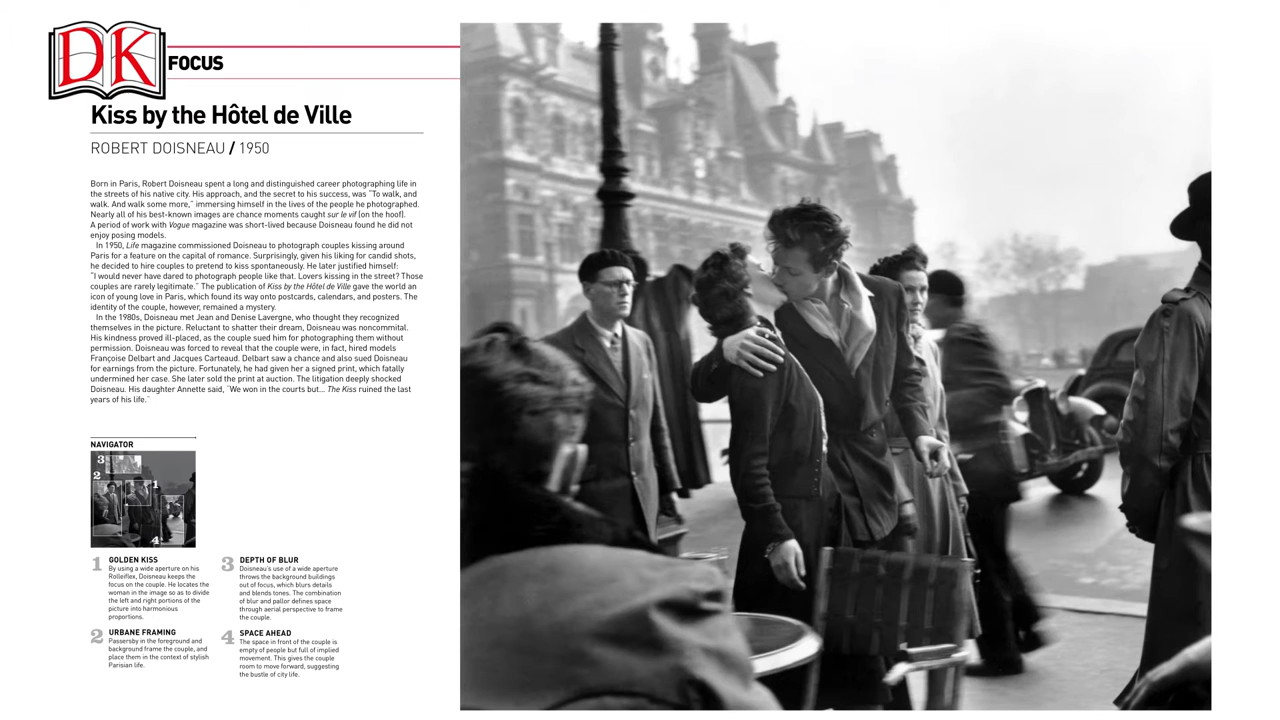 DK
FOCUS
Kiss by the Hôtel de Ville
ROBERT DOISNEAU / 1950
Born in Paris, Robert Doisneau spent a long and distinguished career photographing life in
the streets of his native city. His approach, and the secret to his success, was “To walk, and
walk. And walk some more,” immersing himself in the lives of the people he photographed.
Nearly all of his best-known images are chance moments caught sur le vif (on the hoof).
A period of work with Vogue magazine was short-lived because Doisneau found he did not
enjoy posing models.
In 1950, Life magazine commissioned Doisneau to photograph couples kissing around
Paris for a feature on the capital of romance. Surprisingly, given his liking for candid shots,
he decided to hire couples to pretend to kiss spontaneously. He later justified himself:
“I would never have dared to photograph people like that. Lovers kissing in the street? Those
couples are rarely legitimate.” The publication of Kiss by the Hôtel de Ville gave the world an
icon of young love in Paris, which found its way onto postcards, calendars, and posters. The
identity of the couple, however, remained a mystery.
In the 1980s, Doisneau met Jean and Denise Lavergne, who thought they recognized
themselves in the picture. Reluctant to shatter their dream, Doisneau was noncommital.
His kindness proved ill-placed, as the couple sued him for photographing them without
permission. Doisneau was forced to reveal that the couple were, in fact, hired models
Françoise Delbart and Jacques Carteaud. Delbart saw a chance and also sued Doisneau
for earnings from the picture. Fortunately, he had given her a signed print, which fatally
undermined her case. She later sold the print at auction. The litigation deeply shocked
Doisneau. His daughter Annette said, “We won in the courts but... The Kiss ruined the last
years of his life.”
NAVIGATOR
3
2
1
4
1 GOLDEN KISS
By using a wide aperture on his
Rolleiflex, Doisneau keeps the
focus on the couple. He locates the
woman in the image so as to divide
the left and right portions of the
picture into harmonious
proportions.
2 URBANE FRAMING
Passersby in the foreground and
background frame the couple, and
place them in the context of stylish
Parisian life.
3 DEPTH OF BLUR
Doisneau's use of a wide aperture
throws the background buildings
out of focus, which blurs details
and blends tones. The combination
of blur and pallor defines space
through aerial perspective to frame
the couple.
4 SPACE AHEAD
The space in front of the couple is
empty of people but full of implied
movement. This gives the couple
room to move forward, suggesting
the bustle of city life.